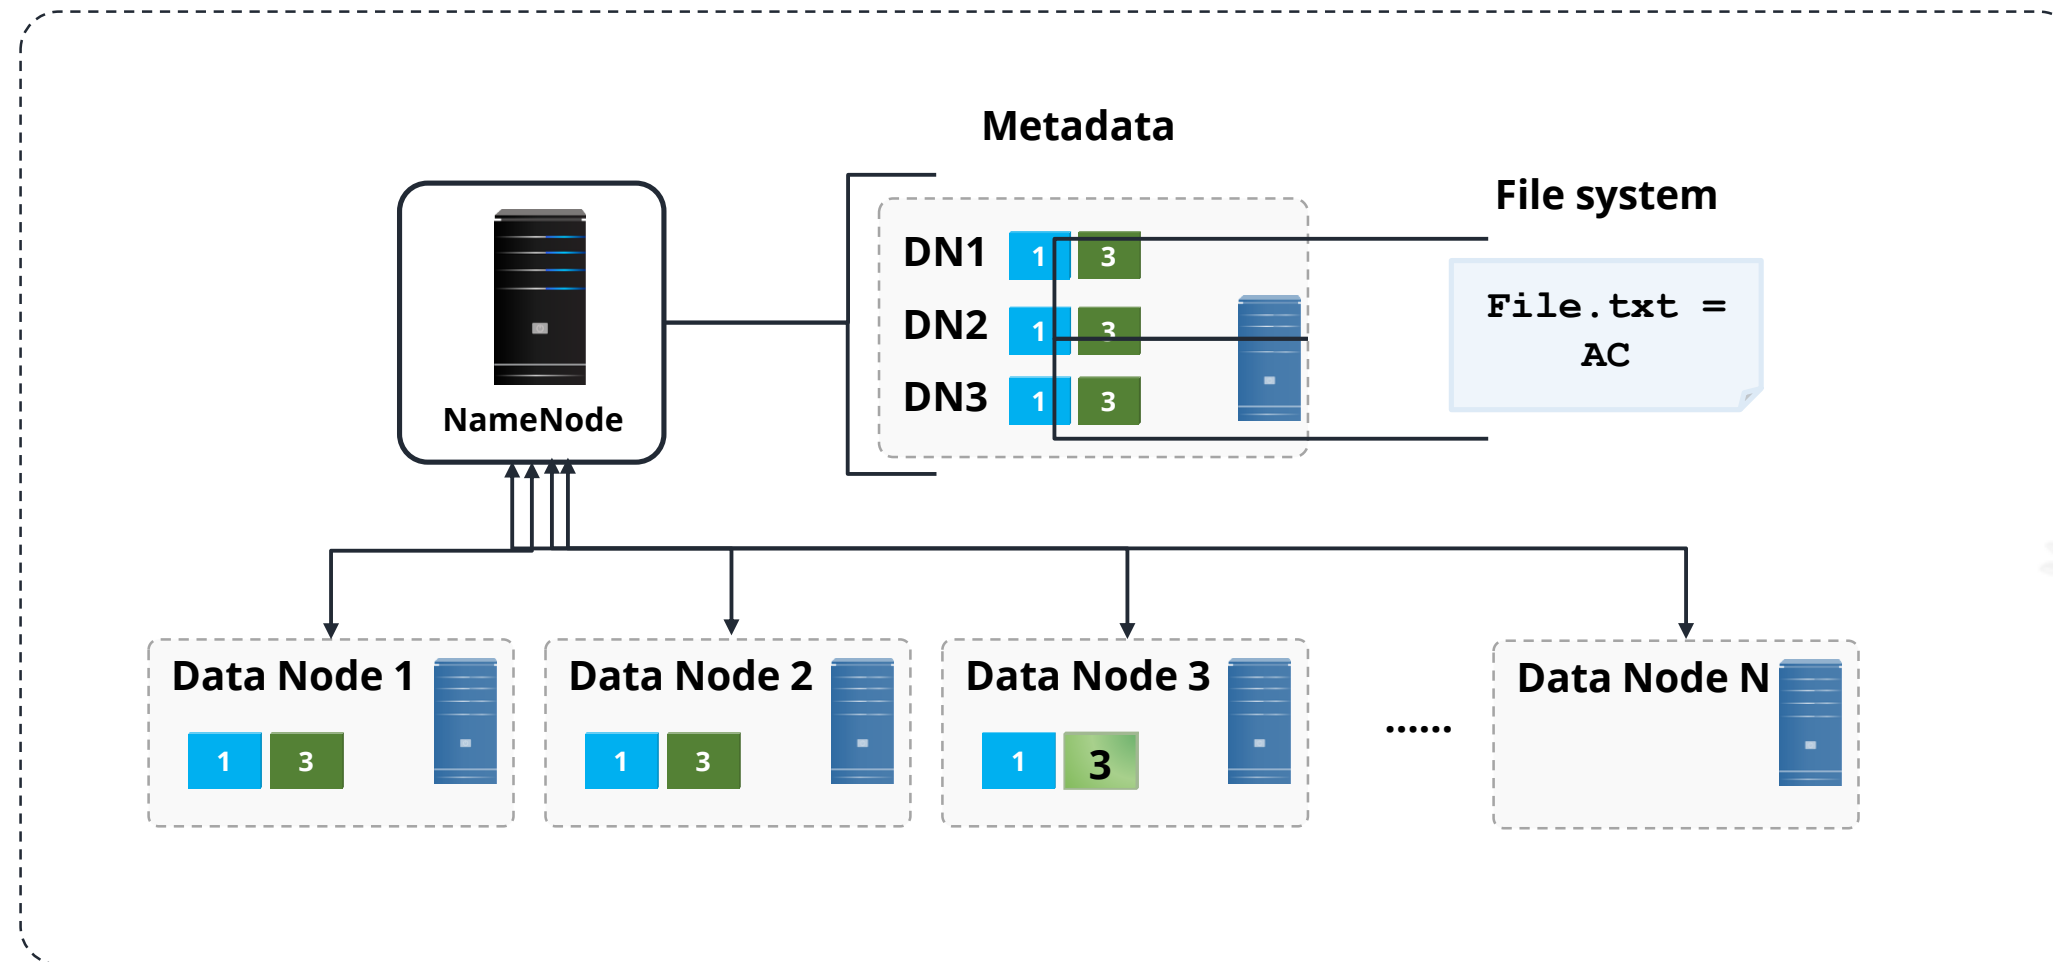 Metadata
File system
DN1 1 3
DN2 1 3
DN3 1 3
File.txt =
AC
NameNode
Data Node 1
1 3
Data Node 2
1 3
Data Node 3
1 3
......
Data Node N